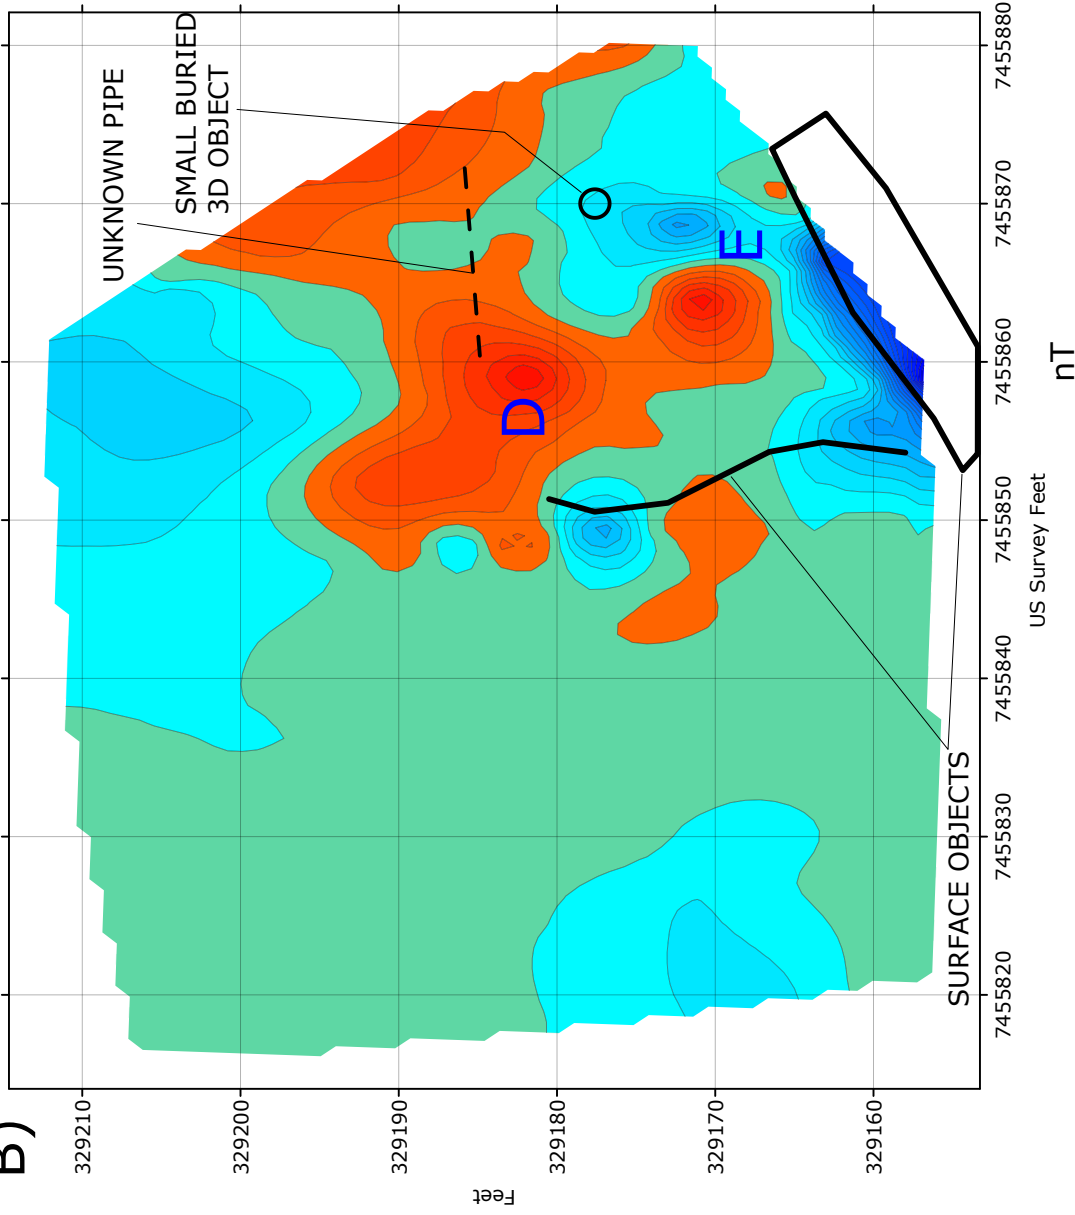 B)
UNKNOWN PIPE
SMALL BURIED
3D OBJECT
D
E
SURFACE OBJECTS
329210
329200
329190
329180
329170
329160
Feet
7455820
7455830
7455840
7455850
7455860
7455870
7455880
US Survey Feet
nT